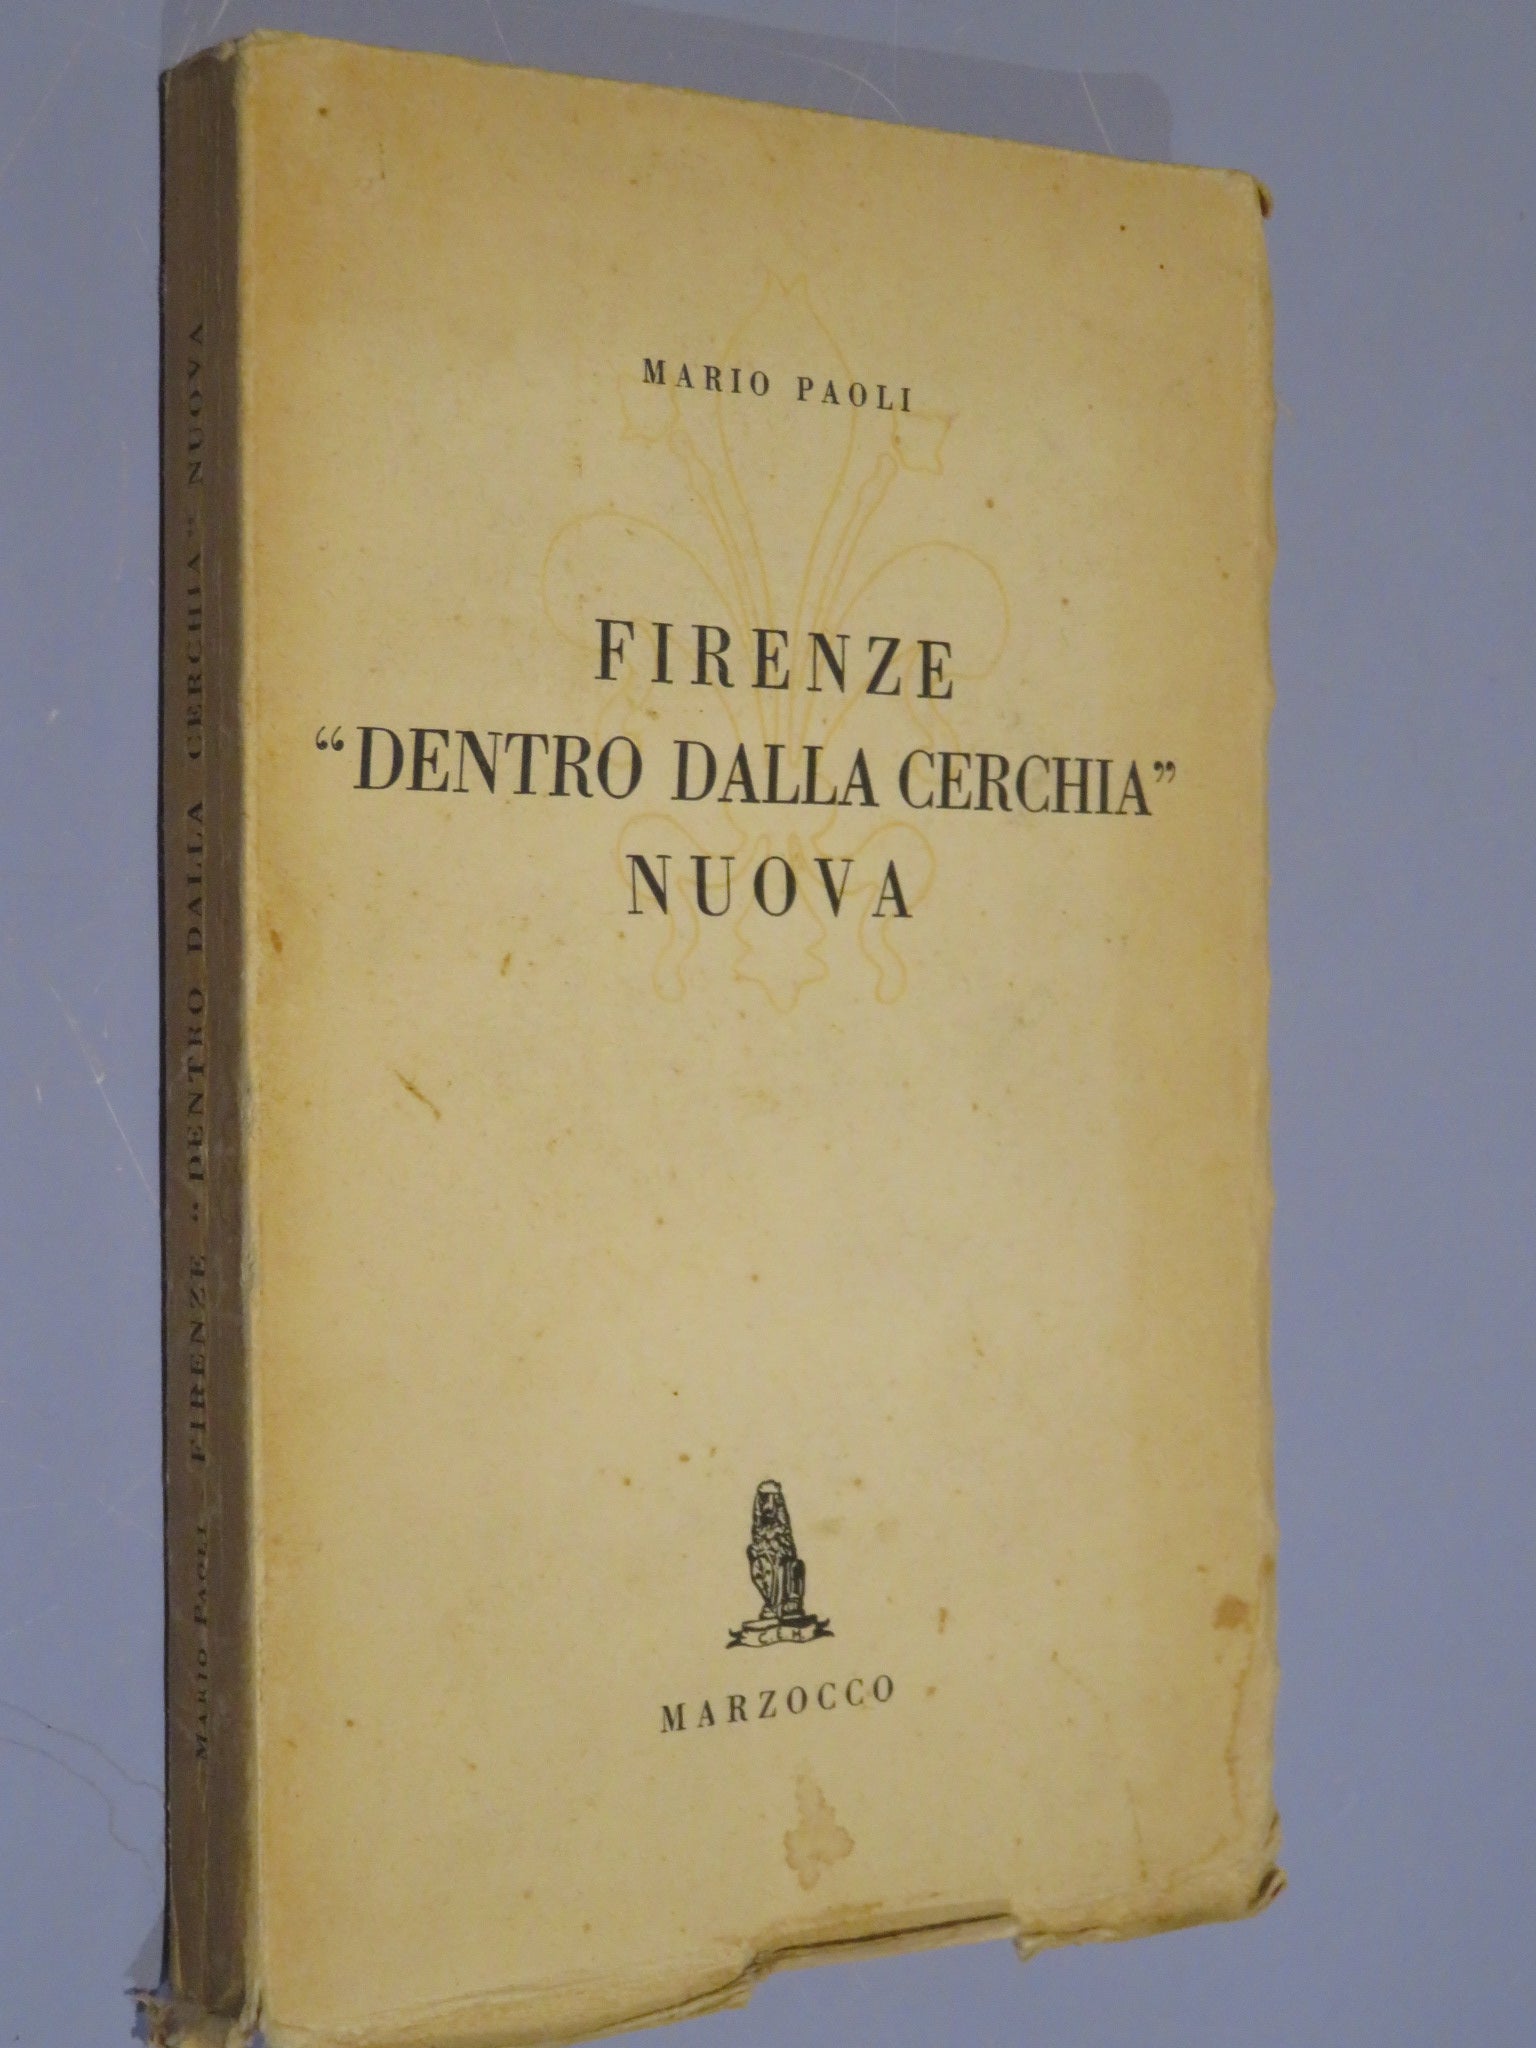 MARIO PAOLI
FIRENZE
“DENTRO DALLA CERCHIA”
NUOVA
C.E.M.
MARZOCCO
MARIO PAOLI - FIRENZE “DENTRO DALLA CERCHIA” NUOVA